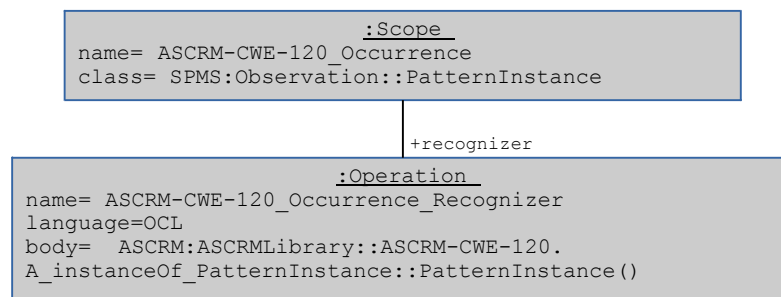 :Scope
name= ASCRM-CWE-120_Occurrence
class= SPMS:Observation::PatternInstance
+recognizer
:Operation
name= ASCRM-CWE-120_Occurrence_Recognizer
language=OCL
body=  ASCRM:ASCRMLibrary::ASCRM-CWE-120.
A_instanceOf_PatternInstance::PatternInstance()